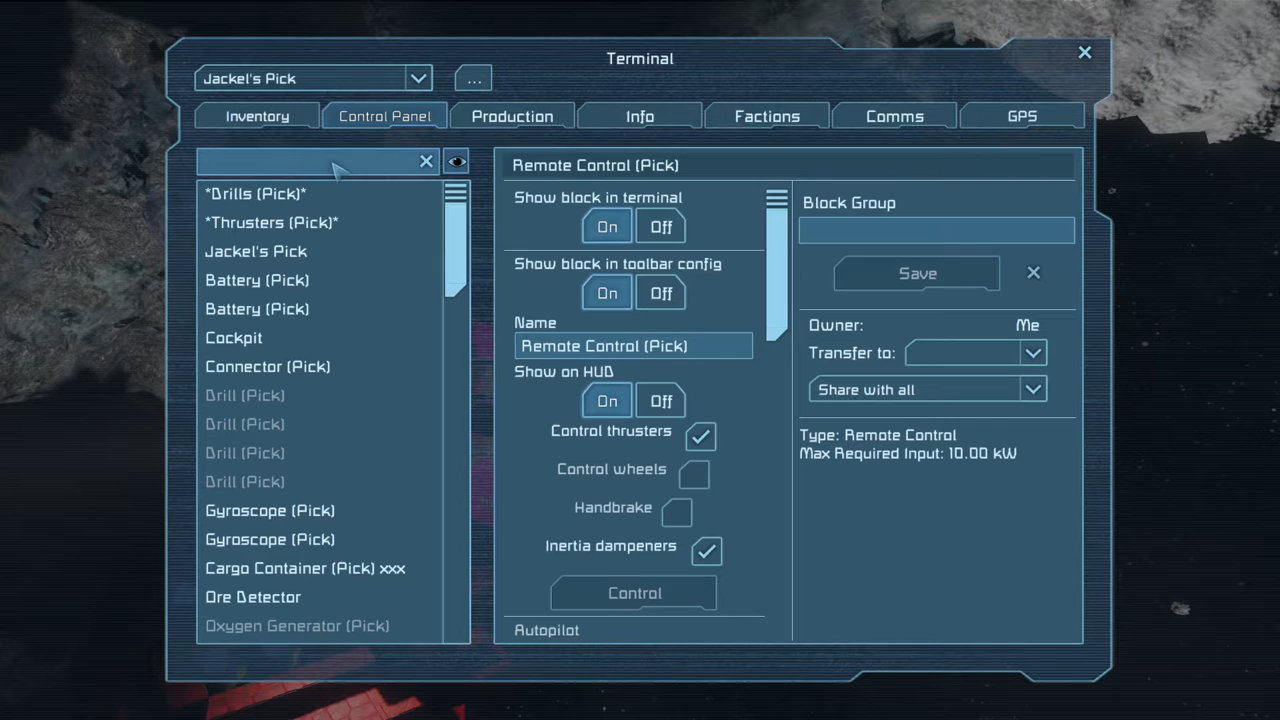 Terminal
Jackel's Pick
...
Inventory
Control Panel
Production
Info
Factions
Comms
GPS
*Drills (Pick)*
*Thrusters (Pick)*
Jackel's Pick
Battery (Pick)
Battery (Pick)
Cockpit
Connector (Pick)
Drill (Pick)
Drill (Pick)
Drill (Pick)
Drill (Pick)
Gyroscope (Pick)
Gyroscope (Pick)
Cargo Container (Pick) xxx
Ore Detector
Oxygen Generator (Pick)
Remote Control (Pick)
Show block in terminal
On Off
Show block in toolbar config
On Off
Name
Remote Control (Pick)
Show on HUD
On Off
Control thrusters
Control wheels
Handbrake
Inertia dampeners
Control
Autopilot
Block Group
Save
Owner: Me
Transfer to:
Share with all
Type: Remote Control
Max Required Input: 10.00 kW